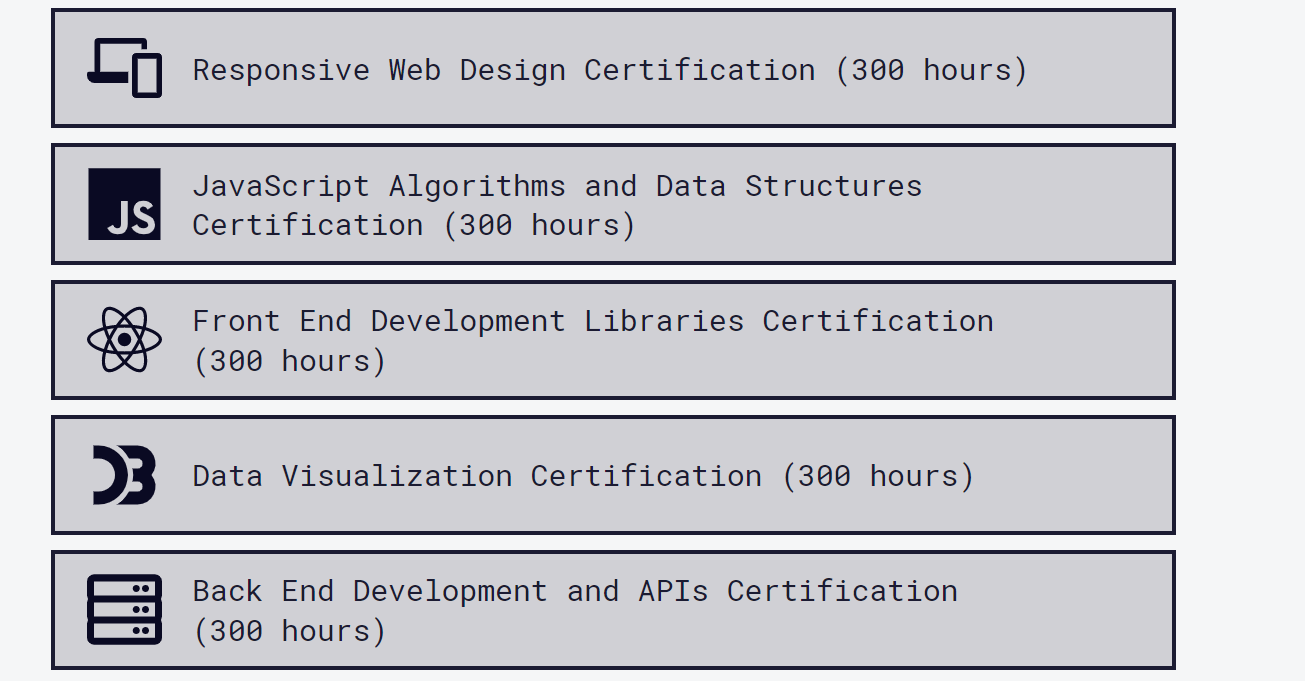 Responsive Web Design Certification (300 hours)
JS
JavaScript Algorithms and Data Structures
Certification (300 hours)
Front End Development Libraries Certification
(300 hours)
Data Visualization Certification (300 hours)
Back End Development and APIs Certification
(300 hours)